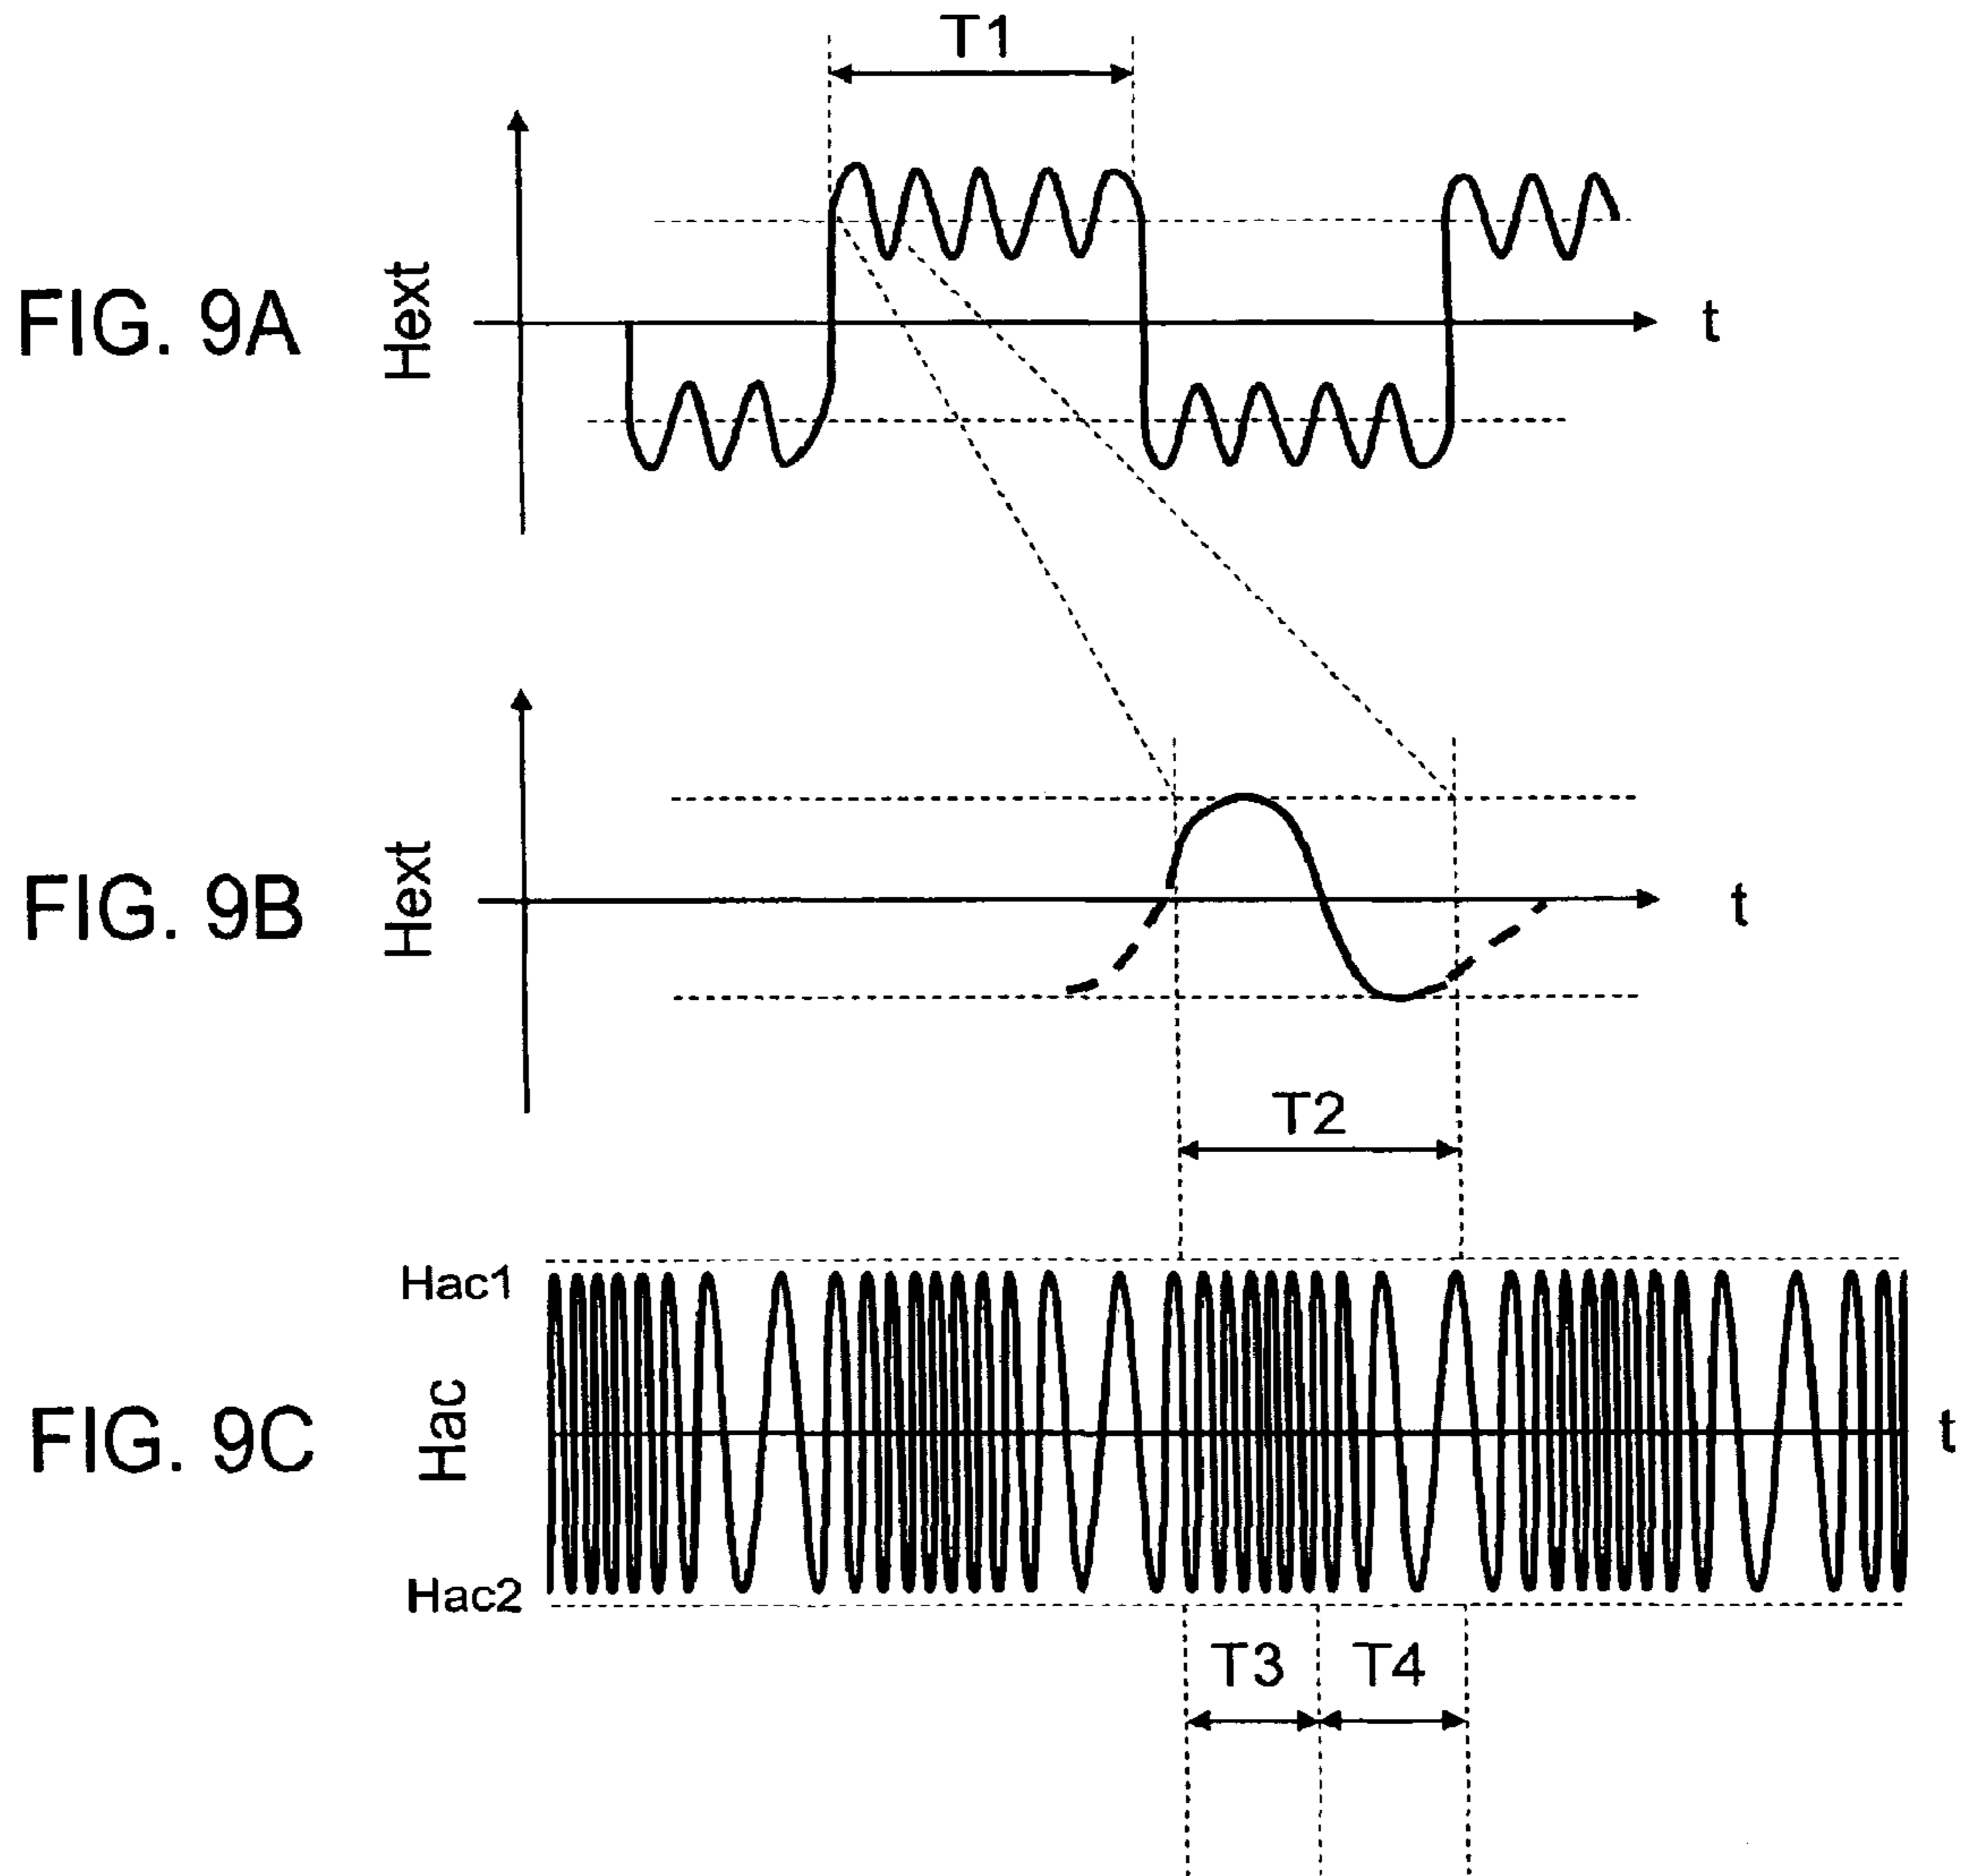 T1
FIG. 9A
Hext
t
FIG. 9B
Hext
t
T2
Hac1
FIG. 9C
Hac
t
Hac2
T3
T4